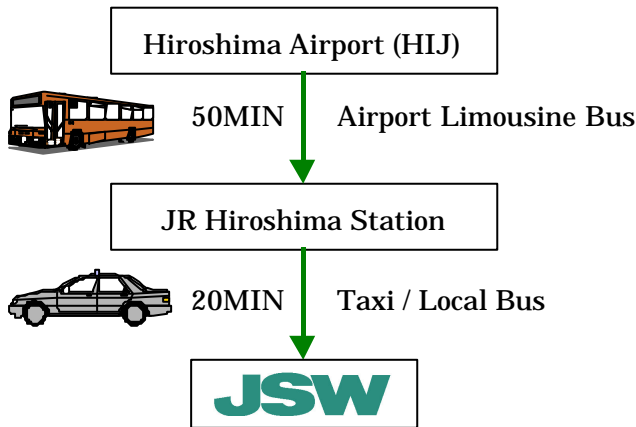 Hiroshima Airport (HIJ)
50MIN Airport Limousine Bus
JR Hiroshima Station
20MIN Taxi / Local Bus
JSW